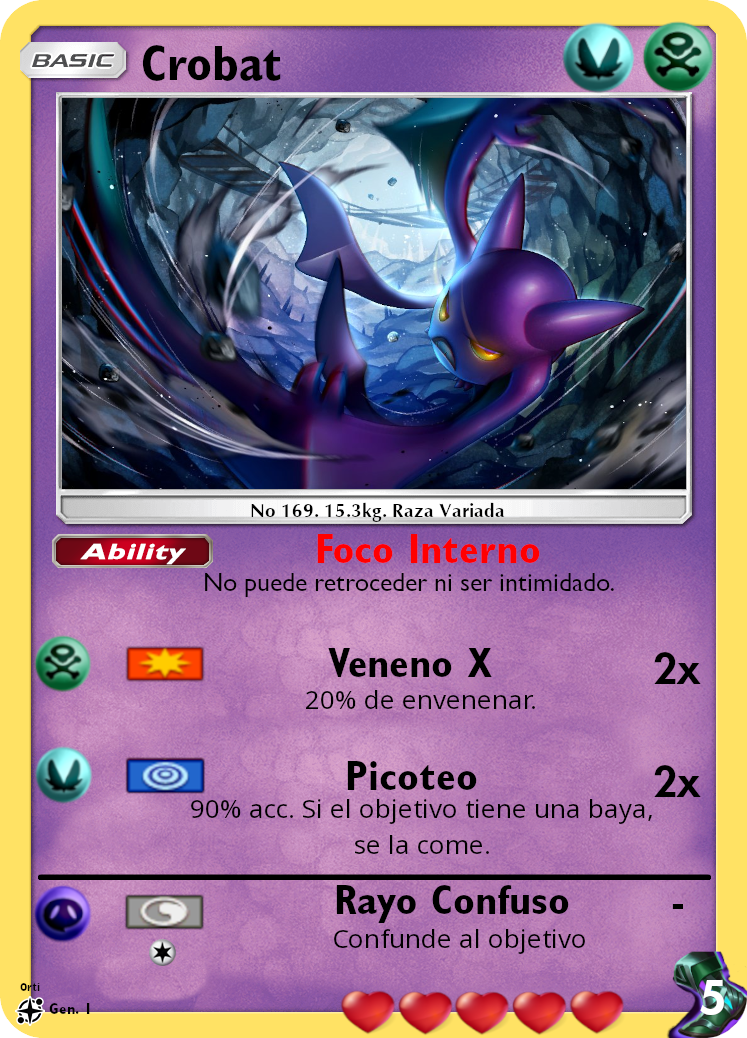 BASIC Crobat
No 169. 15.3kg. Raza Variada
Ability Foco Interno
No puede retroceder ni ser intimidado.
Veneno X 2x
20% de envenenar.
Picoteo 2x
90% acc. Si el objetivo tiene una baya,
se la come.
Rayo Confuso -
Confunde al objetivo
Orti
Gen. I
5